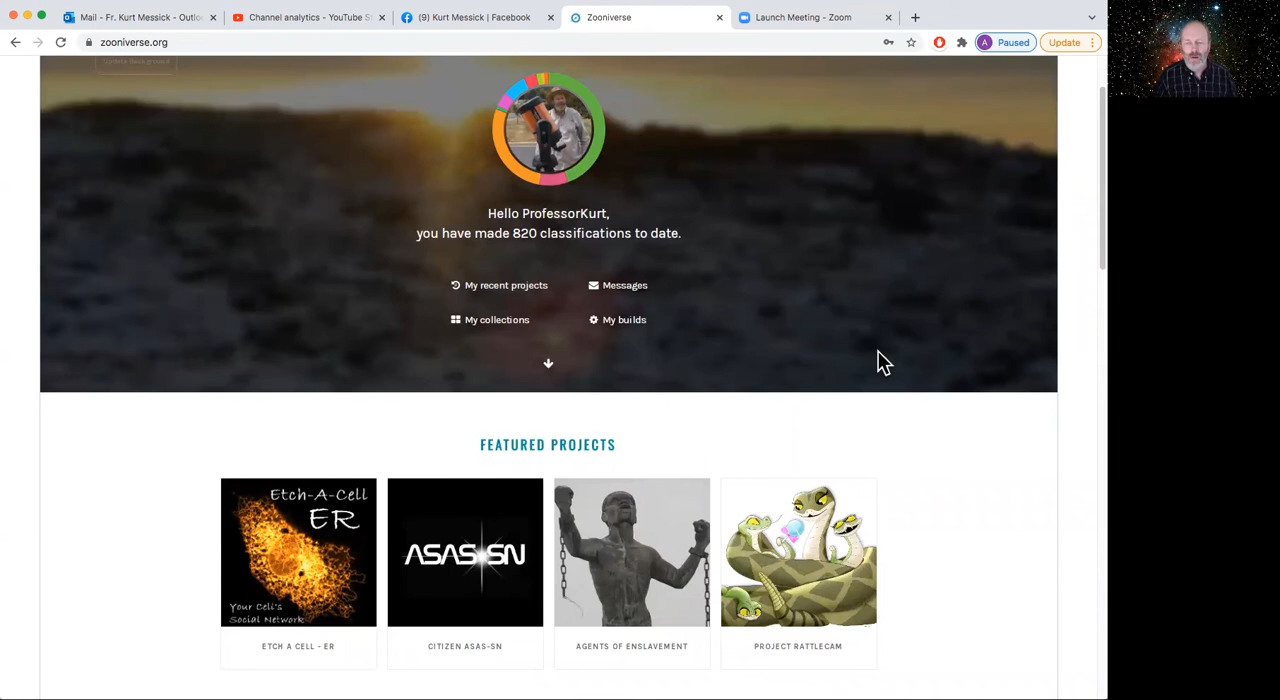 Mail - Fr. Kurt Messick - Outlo
Channel analytics - YouTube S
(9) Kurt Messick | Facebook
Zooniverse
Launch Meeting - Zoom
zooniverse.org
A
Paused
Update
Update Background
Hello ProfessorKurt,
you have made 820 classifications to date.
My recent projects
Messages
My collections
My builds
FEATURED PROJECTS
Etch-A-Cell
ER
Your Cell's
Social Network
ASAS-SN
ETCH A CELL - ER
CITIZEN ASAS-SN
AGENTS OF ENSLAVEMENT
PROJECT RATTLECAM